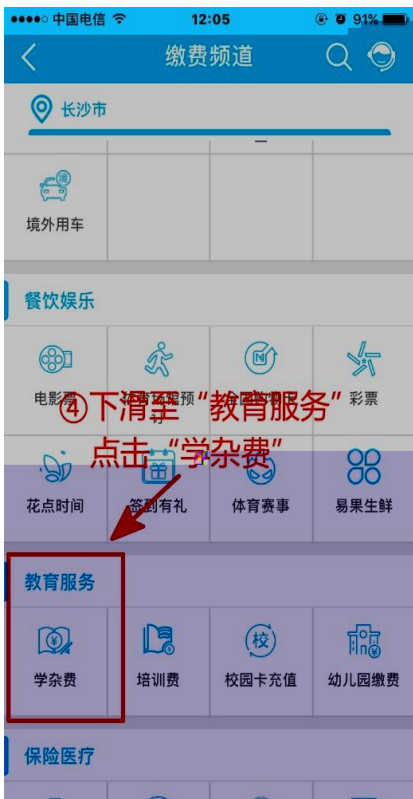 中国电信 12:05 91%
缴费频道
长沙市
境外用车
餐饮娱乐
电影票 彩票
④下滑至“教育服务”
点击“学杂费”
花点时间 签到有礼 体育赛事 易果生鲜
教育服务
学杂费 培训费 校园卡充值 幼儿园缴费
保险医疗